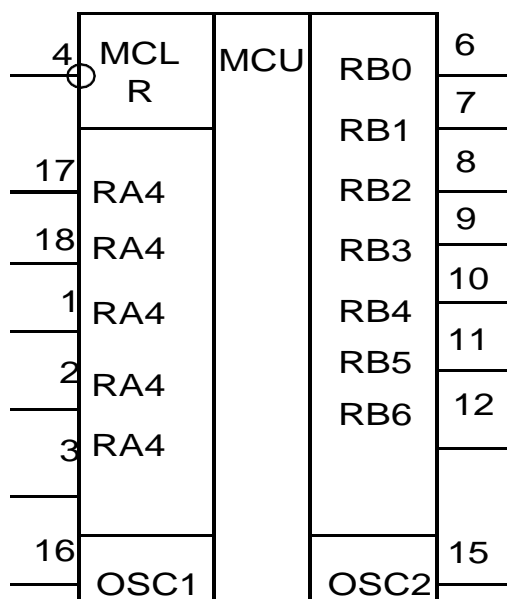 4 MCL MCU RB0 6
R
RB1 7
17 RA4 RB2 8
18 RA4 RB3 9
1 RA4 RB4 10
2 RA4 RB5 11
3 RA4 RB6 12
16 OSC1 OSC2 15